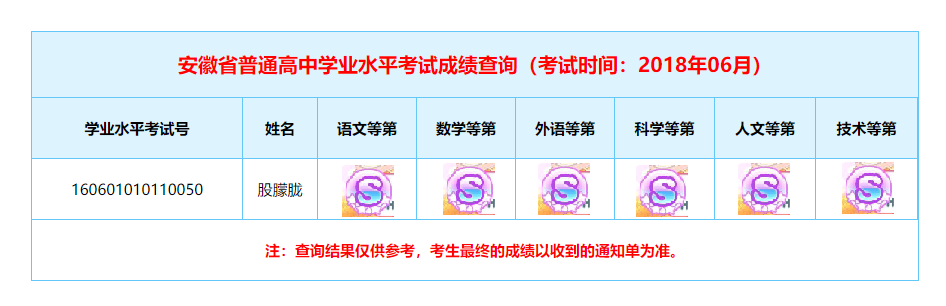 安徽省普通高中学业水平考试成绩查询（考试时间：2018年06月）
学业水平考试号 姓名 语文等第 数学等第 外语等第 科学等第 人文等第 技术等第
160601010110050 股朦胧 S S S S S S
注：查询结果仅供参考，考生最终的成绩以收到的通知单为准。